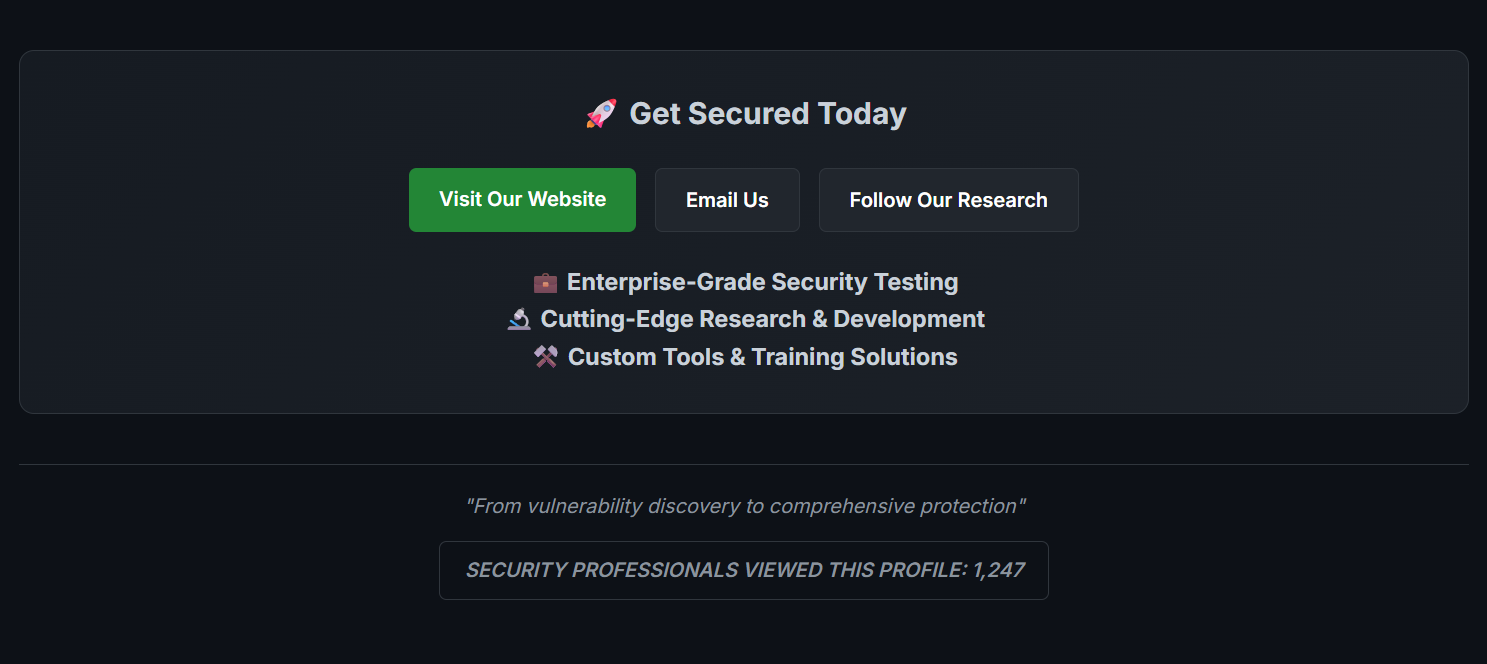 🚀 Get Secured Today
Visit Our Website
Email Us
Follow Our Research
💼 Enterprise-Grade Security Testing
🔬 Cutting-Edge Research & Development
⚒️ Custom Tools & Training Solutions
"From vulnerability discovery to comprehensive protection"
SECURITY PROFESSIONALS VIEWED THIS PROFILE: 1,247